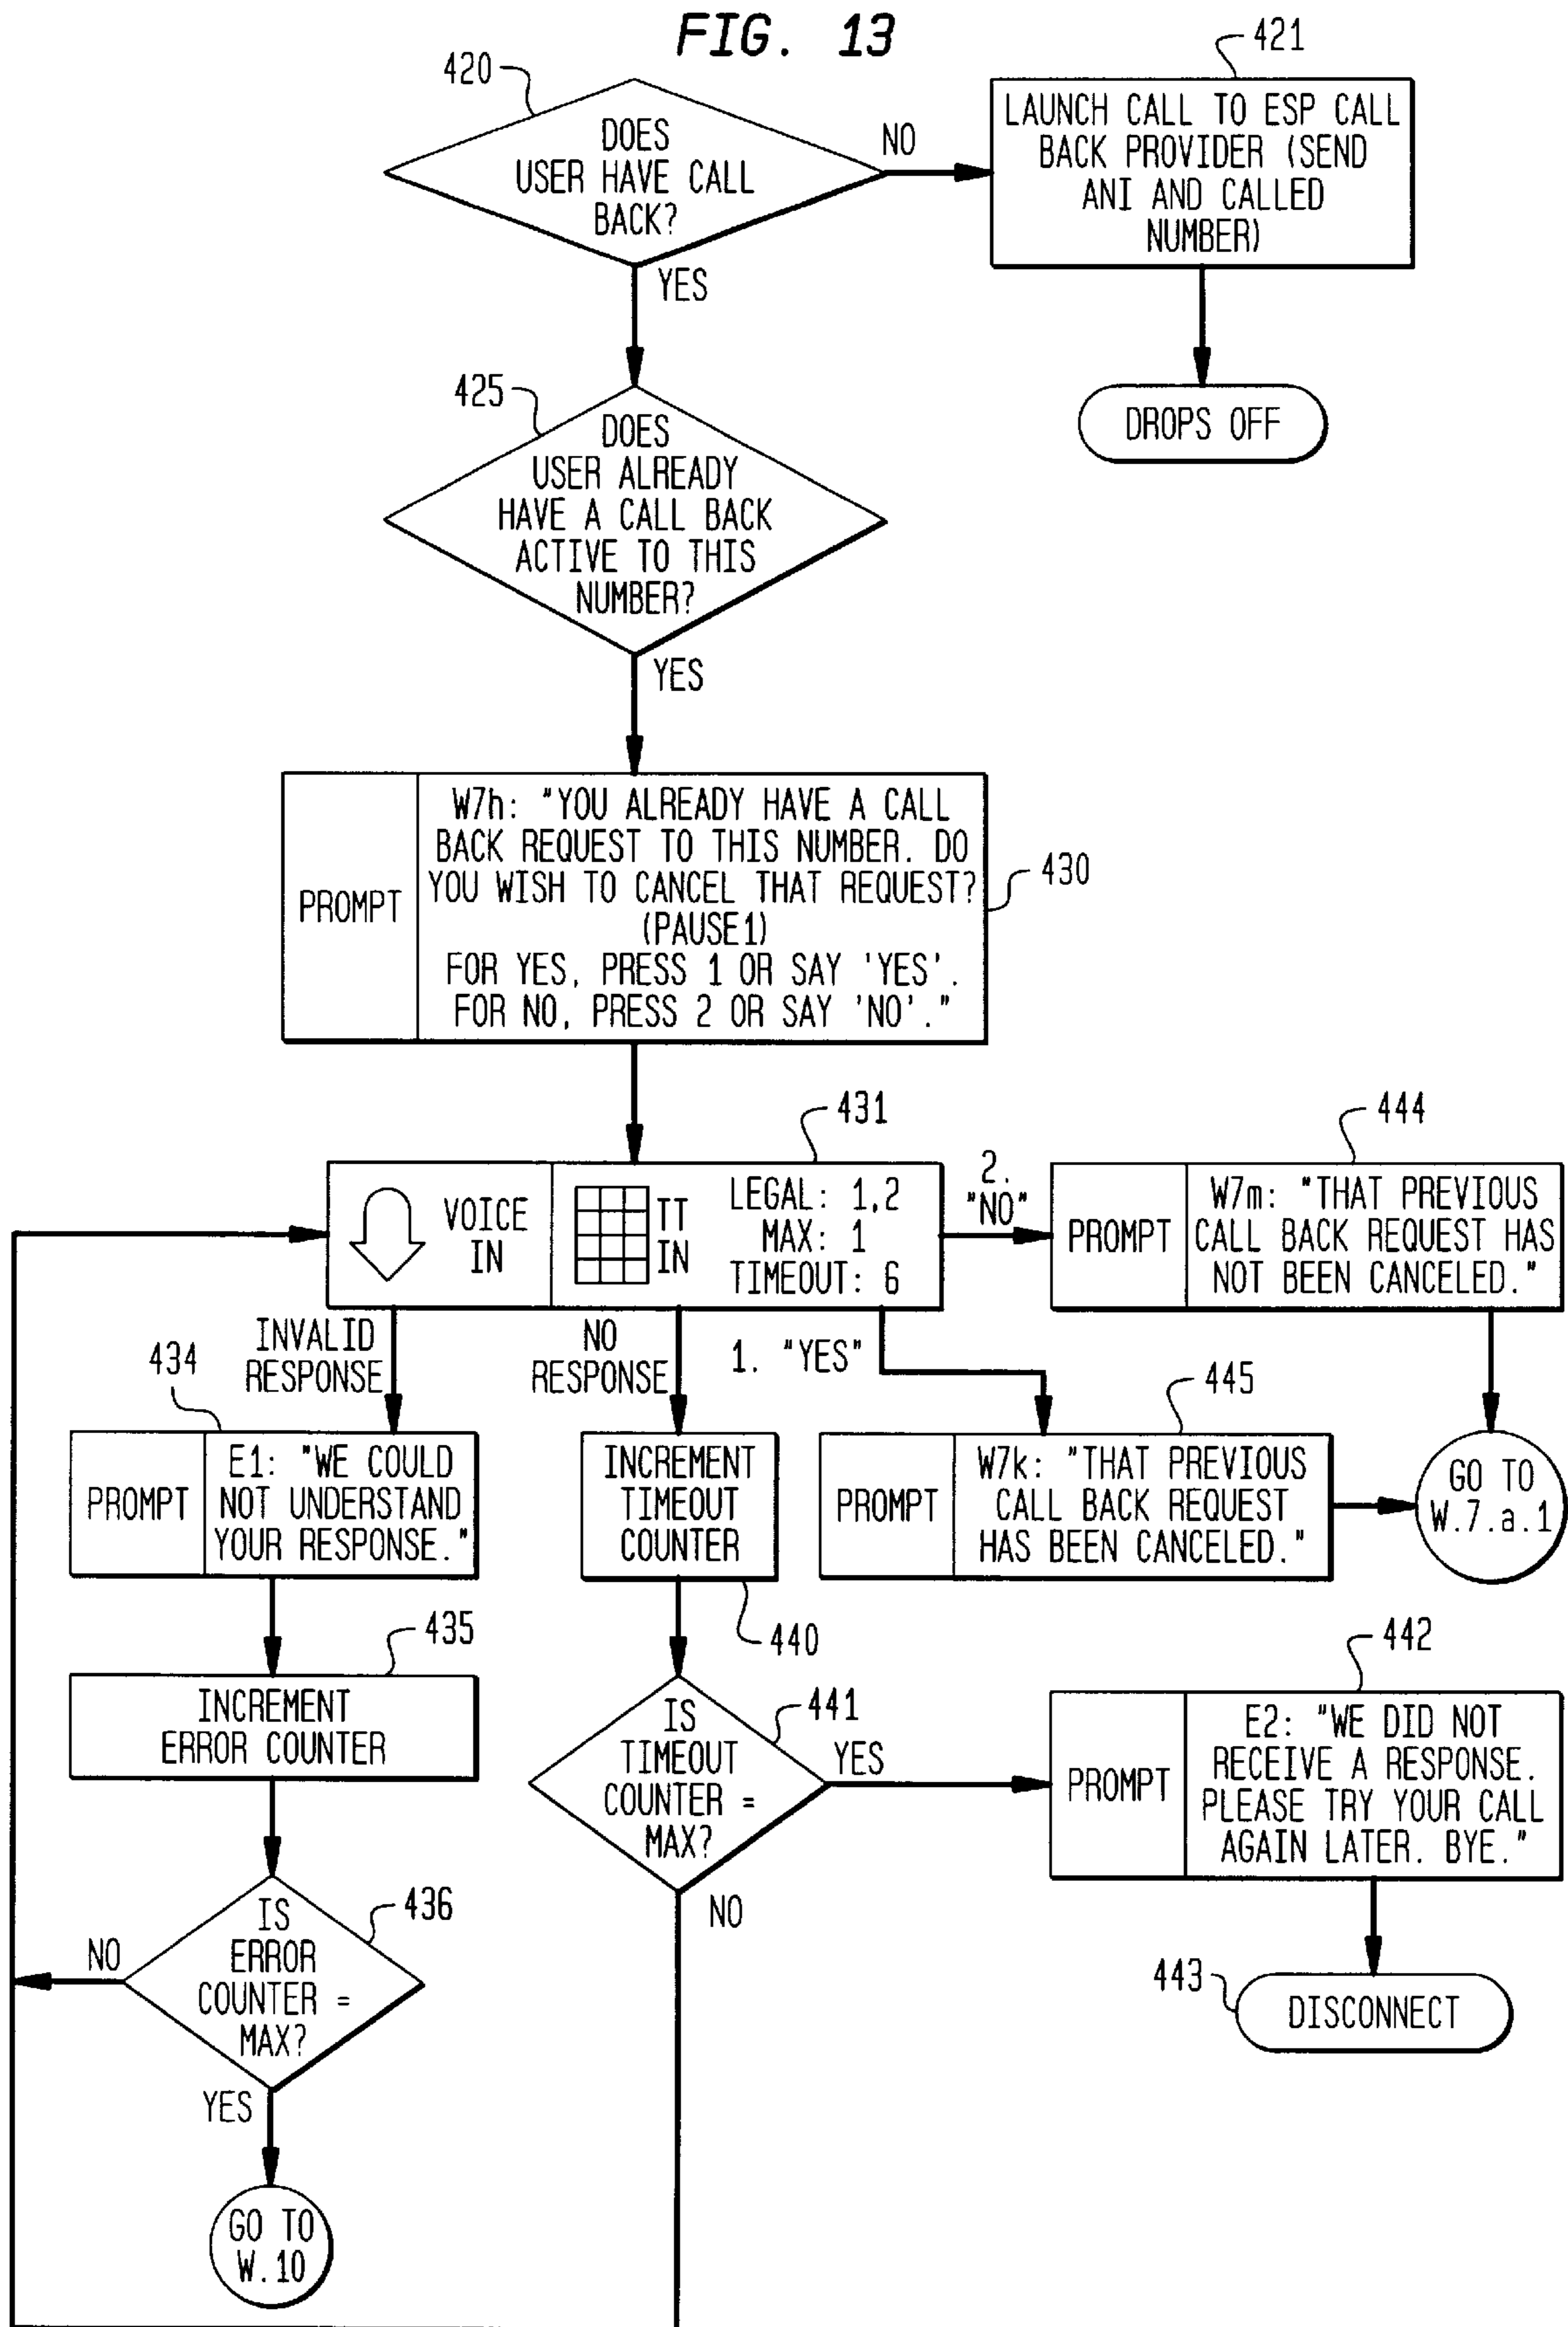 FIG. 13
420
DOES
USER HAVE CALL
BACK?
NO
YES
421
LAUNCH CALL TO ESP CALL
BACK PROVIDER (SEND
ANI AND CALLED
NUMBER)
DROPS OFF
425
DOES
USER ALREADY
HAVE A CALL BACK
ACTIVE TO THIS
NUMBER?
YES
PROMPT
W7h: "YOU ALREADY HAVE A CALL
BACK REQUEST TO THIS NUMBER. DO
YOU WISH TO CANCEL THAT REQUEST?
(PAUSE1)
FOR YES, PRESS 1 OR SAY 'YES'.
FOR NO, PRESS 2 OR SAY 'NO'."
430
431
VOICE
IN
TT
IN
LEGAL: 1,2
MAX: 1
TIMEOUT: 6
2.
"NO"
444
PROMPT
W7m: "THAT PREVIOUS
CALL BACK REQUEST HAS
NOT BEEN CANCELED."
INVALID
RESPONSE
NO
RESPONSE
1. "YES"
434
PROMPT
E1: "WE COULD
NOT UNDERSTAND
YOUR RESPONSE."
INCREMENT
TIMEOUT
COUNTER
440
445
PROMPT
W7k: "THAT PREVIOUS
CALL BACK REQUEST
HAS BEEN CANCELED."
GO TO
W.7.a.1
435
INCREMENT
ERROR COUNTER
441
IS
TIMEOUT
COUNTER =
MAX?
YES
NO
442
PROMPT
E2: "WE DID NOT
RECEIVE A RESPONSE.
PLEASE TRY YOUR CALL
AGAIN LATER. BYE."
443
DISCONNECT
436
IS
ERROR
COUNTER =
MAX?
NO
YES
GO TO
W.10